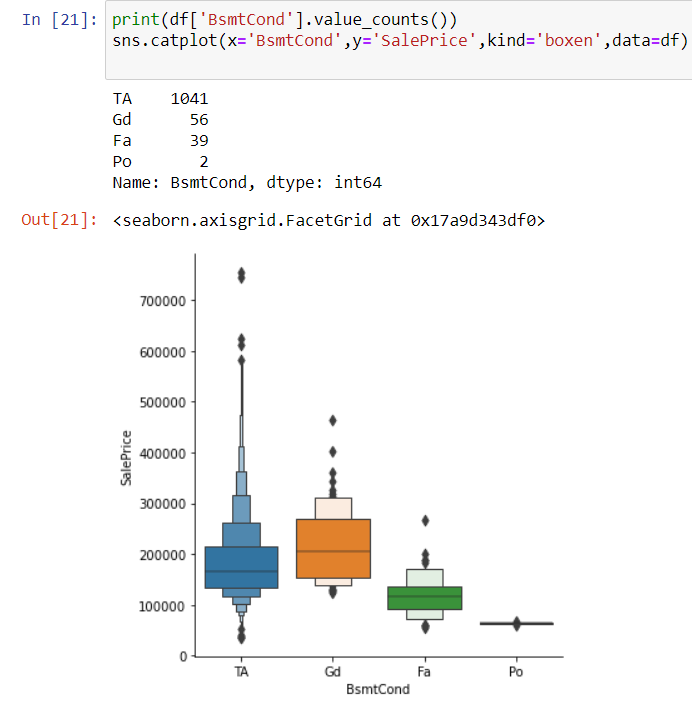 In [21]: print(df['BsmtCond'].value_counts())
sns.catplot(x='BsmtCond',y='SalePrice',kind='boxen',data=df)
TA 1041
Gd 56
Fa 39
Po 2
Name: BsmtCond, dtype: int64
Out[21]: <seaborn.axisgrid.FacetGrid at 0x17a9d343df0>
700000
600000
500000
400000
300000
200000
100000
0
SalePrice
TA Gd Fa Po
BsmtCond